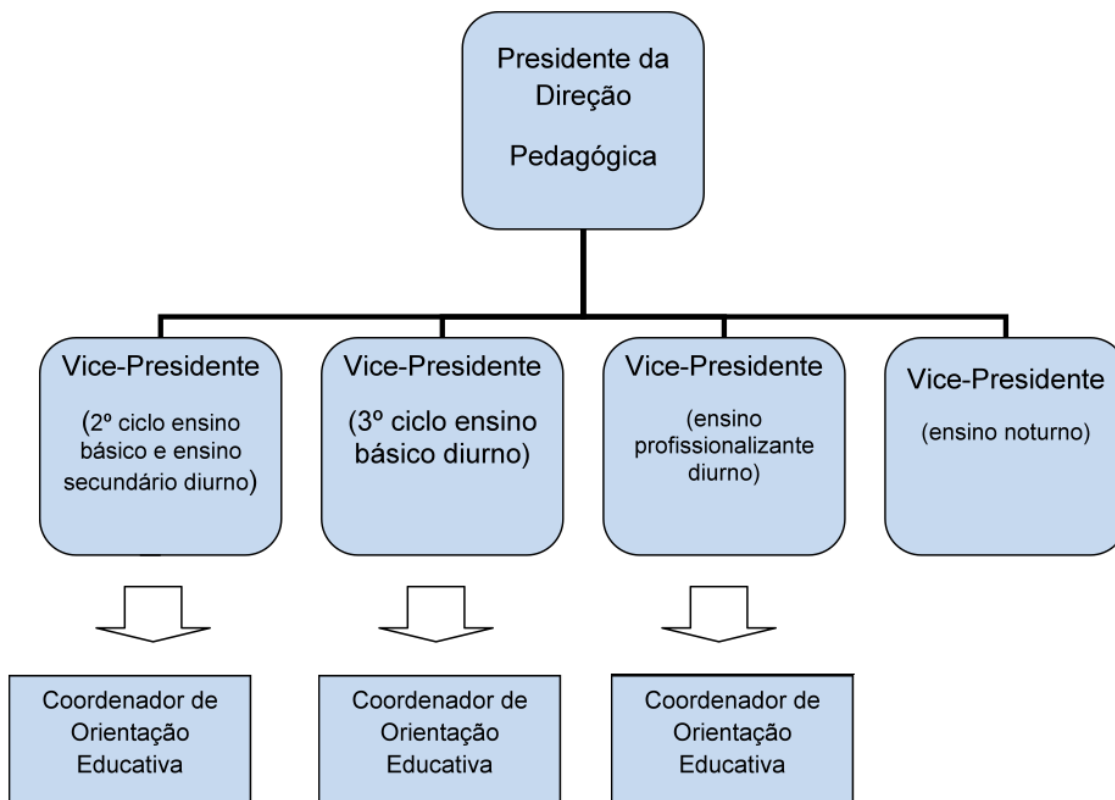 Presidente da
Direção
Pedagógica
Vice-Presidente
(2º ciclo ensino
básico e ensino
secundário diurno)
Vice-Presidente
(3º ciclo ensino
básico diurno)
Vice-Presidente
(ensino
profissionalizante
diurno)
Vice-Presidente
(ensino noturno)
Coordenador de
Orientação
Educativa
Coordenador de
Orientação
Educativa
Coordenador de
Orientação
Educativa